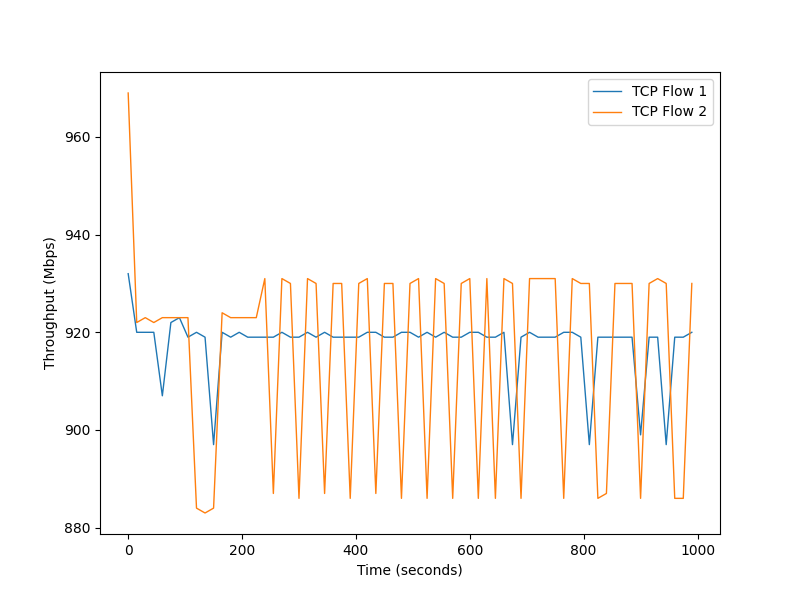 TCP Flow 1
TCP Flow 2
960
940
920
900
880
Throughput (Mbps)
0 200 400 600 800 1000
Time (seconds)